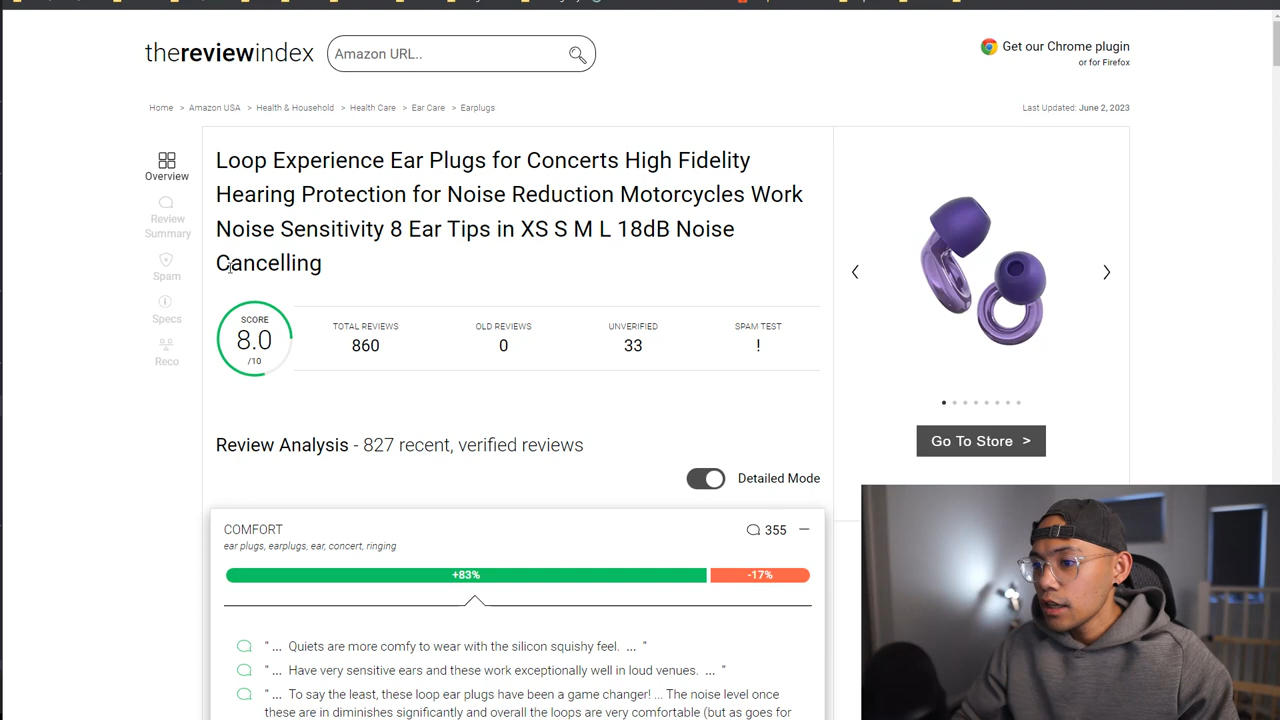 thereviewindex
Amazon URL..
Get our Chrome plugin
or for Firefox
Home > Amazon USA > Health & Household > Health Care > Ear Care > Earplugs
Last Updated: June 2, 2023
Overview
Review
Summary
Spam
Specs
Reco
Loop Experience Ear Plugs for Concerts High Fidelity
Hearing Protection for Noise Reduction Motorcycles Work
Noise Sensitivity 8 Ear Tips in XS S M L 18dB Noise
Cancelling
SCORE
8.0
/10
TOTAL REVIEWS
860
OLD REVIEWS
0
UNVERIFIED
33
SPAM TEST
!
Go To Store >
Review Analysis - 827 recent, verified reviews
Detailed Mode
COMFORT
355
ear plugs, earplugs, ear, concert, ringing
+83%
-17%
" ... Quiets are more comfy to wear with the silicon squishy feel. ... "
" ... Have very sensitive ears and these work exceptionally well in loud venues. ... "
" ... To say the least, these loop ear plugs have been a game changer! ... The noise level once
these are in diminishes significantly and overall the loops are very comfortable (but as goes for